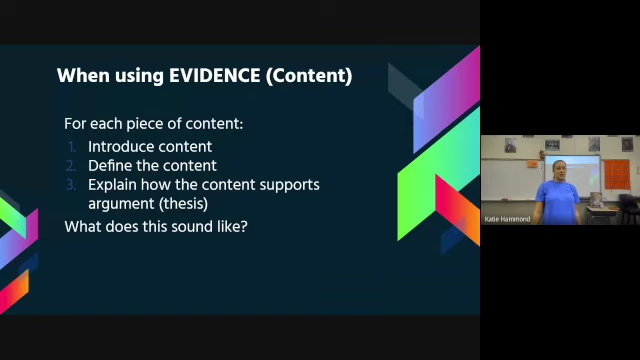 When using EVIDENCE (Content)
For each piece of content:
1. Introduce content
2. Define the content
3. Explain how the content supports
argument (thesis)
What does this sound like?
Katie Hammond